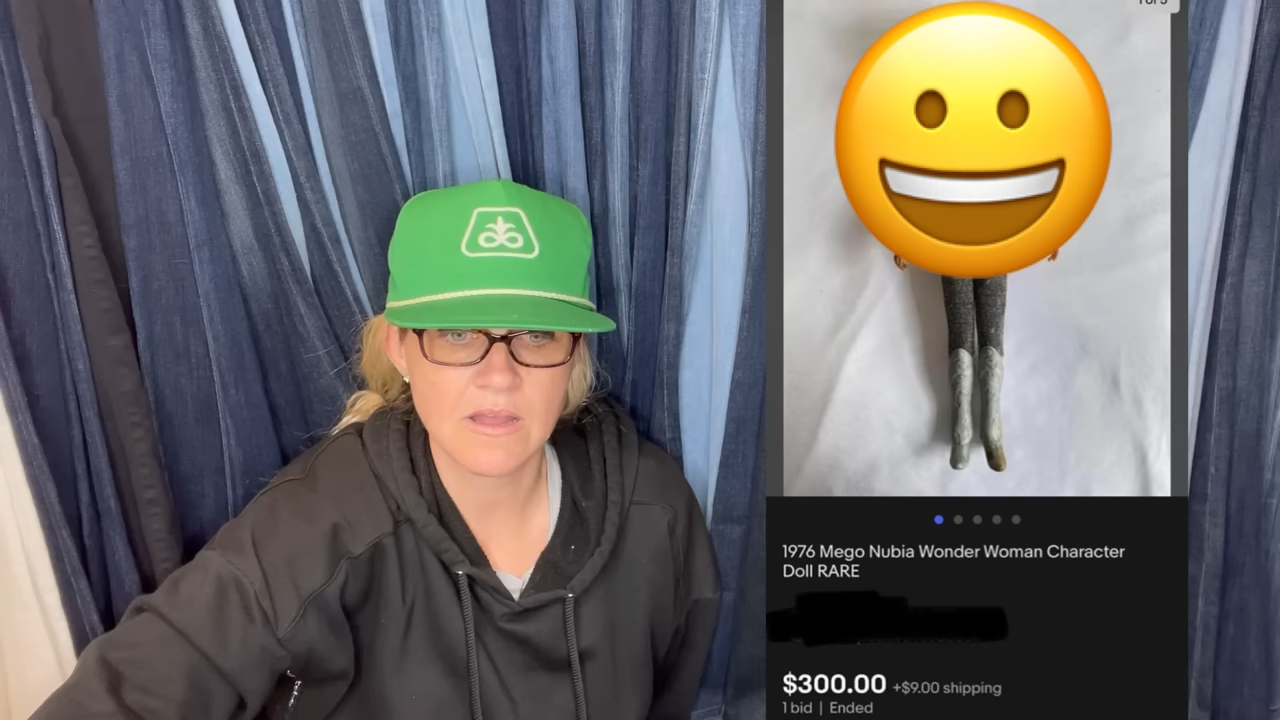 1976 Mego Nubia Wonder Woman Character
Doll RARE
$300.00 +$9.00 shipping
1 bid | Ended